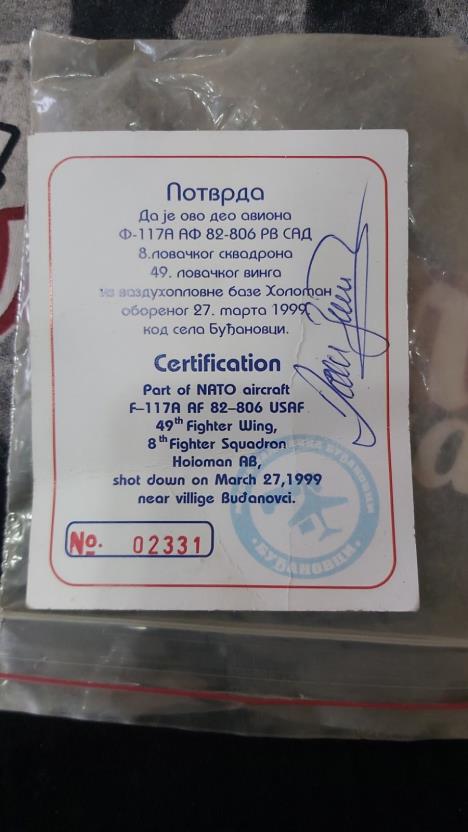 Потврда
Да је ово део авиона
Ф-117А АФ 82-806 РВ САД
8.ловачког сквадрона
49. ловачког винга
из ваздухопловне базе Холоман
обореног 27. марта 1999.
код села Буђановци.
Certification
Part of NATO aircraft
F-117A AF 82-806 USAF
49th Fighter Wing,
8th Fighter Squadron
Holoman AB,
shot down on March 27,1999
near villige Buđanovci.
No. 02331
БУЂАНОВЦИ